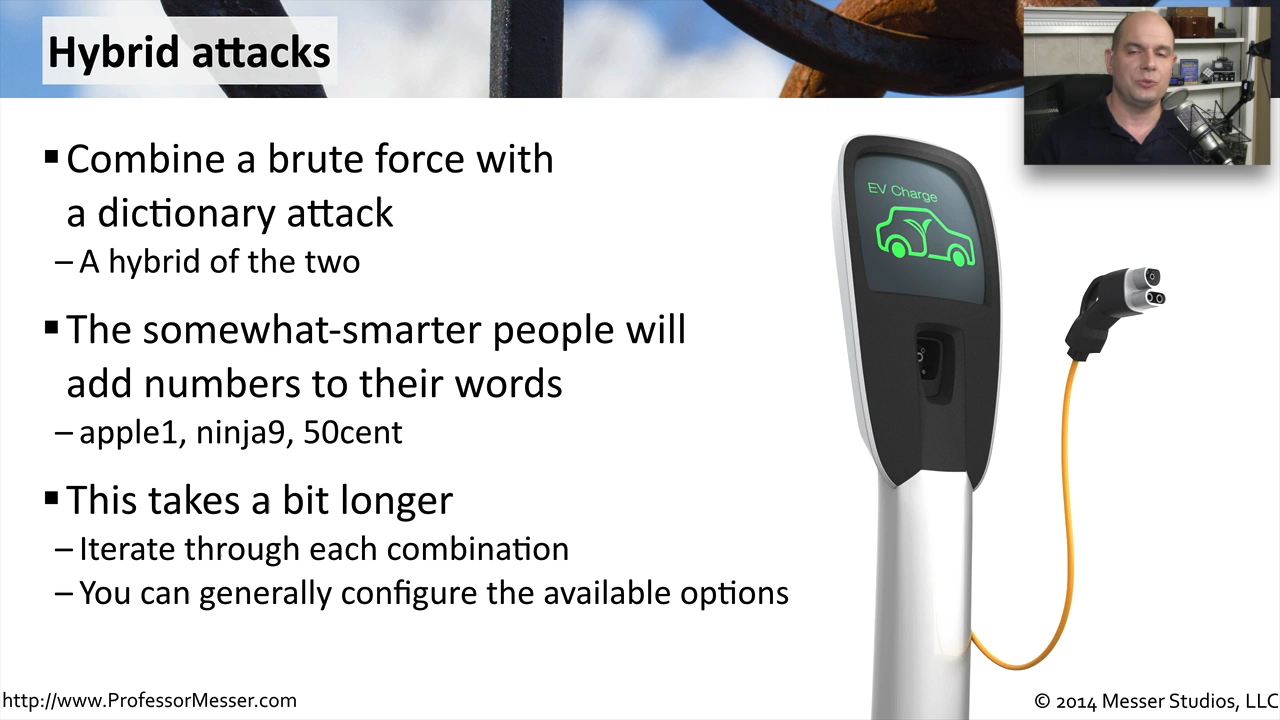 Hybrid attacks
▪ Combine a brute force with
a dictionary attack
– A hybrid of the two
▪ The somewhat-smarter people will
add numbers to their words
– apple1, ninja9, 50cent
▪ This takes a bit longer
– Iterate through each combination
– You can generally configure the available options
EV Charge
http://www.ProfessorMesser.com
© 2014 Messer Studios, LLC